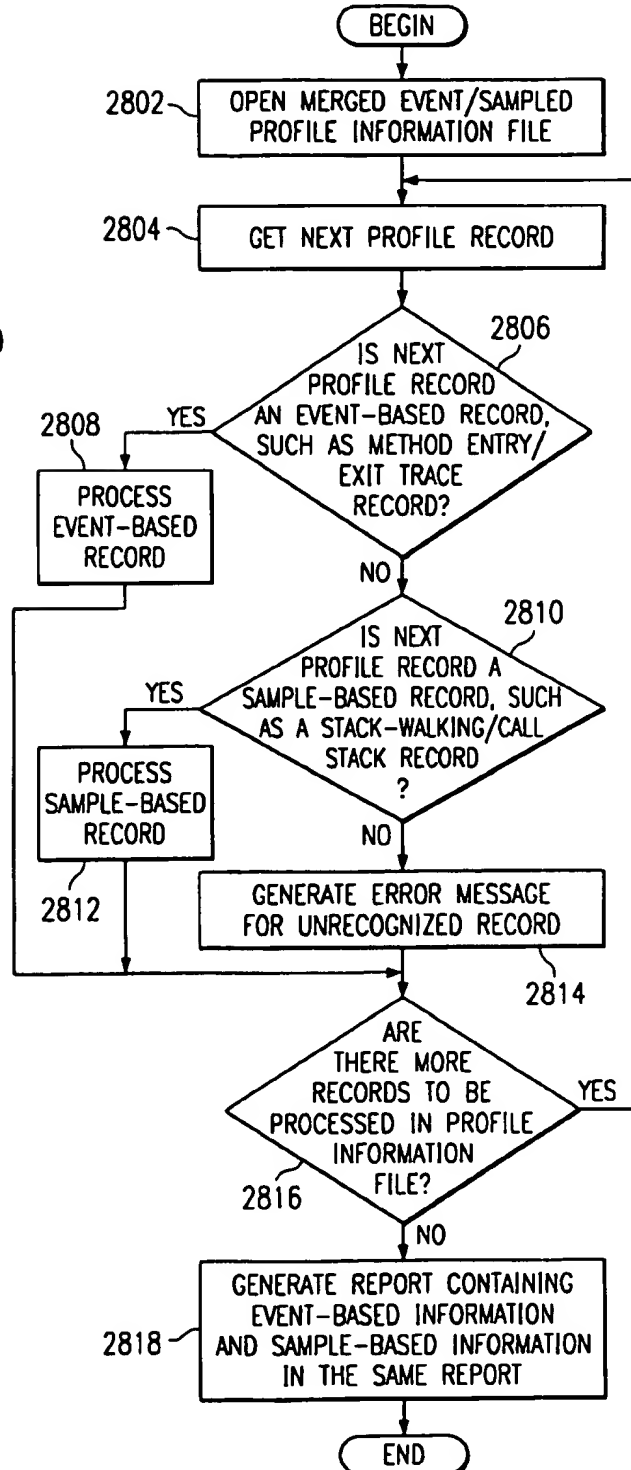 BEGIN
2802
OPEN MERGED EVENT/SAMPLED
PROFILE INFORMATION FILE
2804
GET NEXT PROFILE RECORD
2806
IS NEXT
PROFILE RECORD
AN EVENT-BASED RECORD,
SUCH AS METHOD ENTRY/
EXIT TRACE
RECORD?
YES
2808
PROCESS
EVENT-BASED
RECORD
NO
2810
IS NEXT
PROFILE RECORD A
SAMPLE-BASED RECORD, SUCH
AS A STACK-WALKING/CALL
STACK RECORD
?
YES
PROCESS
SAMPLE-BASED
RECORD
2812
NO
GENERATE ERROR MESSAGE
FOR UNRECOGNIZED RECORD
2814
ARE
THERE MORE
RECORDS TO BE
PROCESSED IN PROFILE
INFORMATION
FILE?
YES
2816
NO
2818
GENERATE REPORT CONTAINING
EVENT-BASED INFORMATION
AND SAMPLE-BASED INFORMATION
IN THE SAME REPORT
END